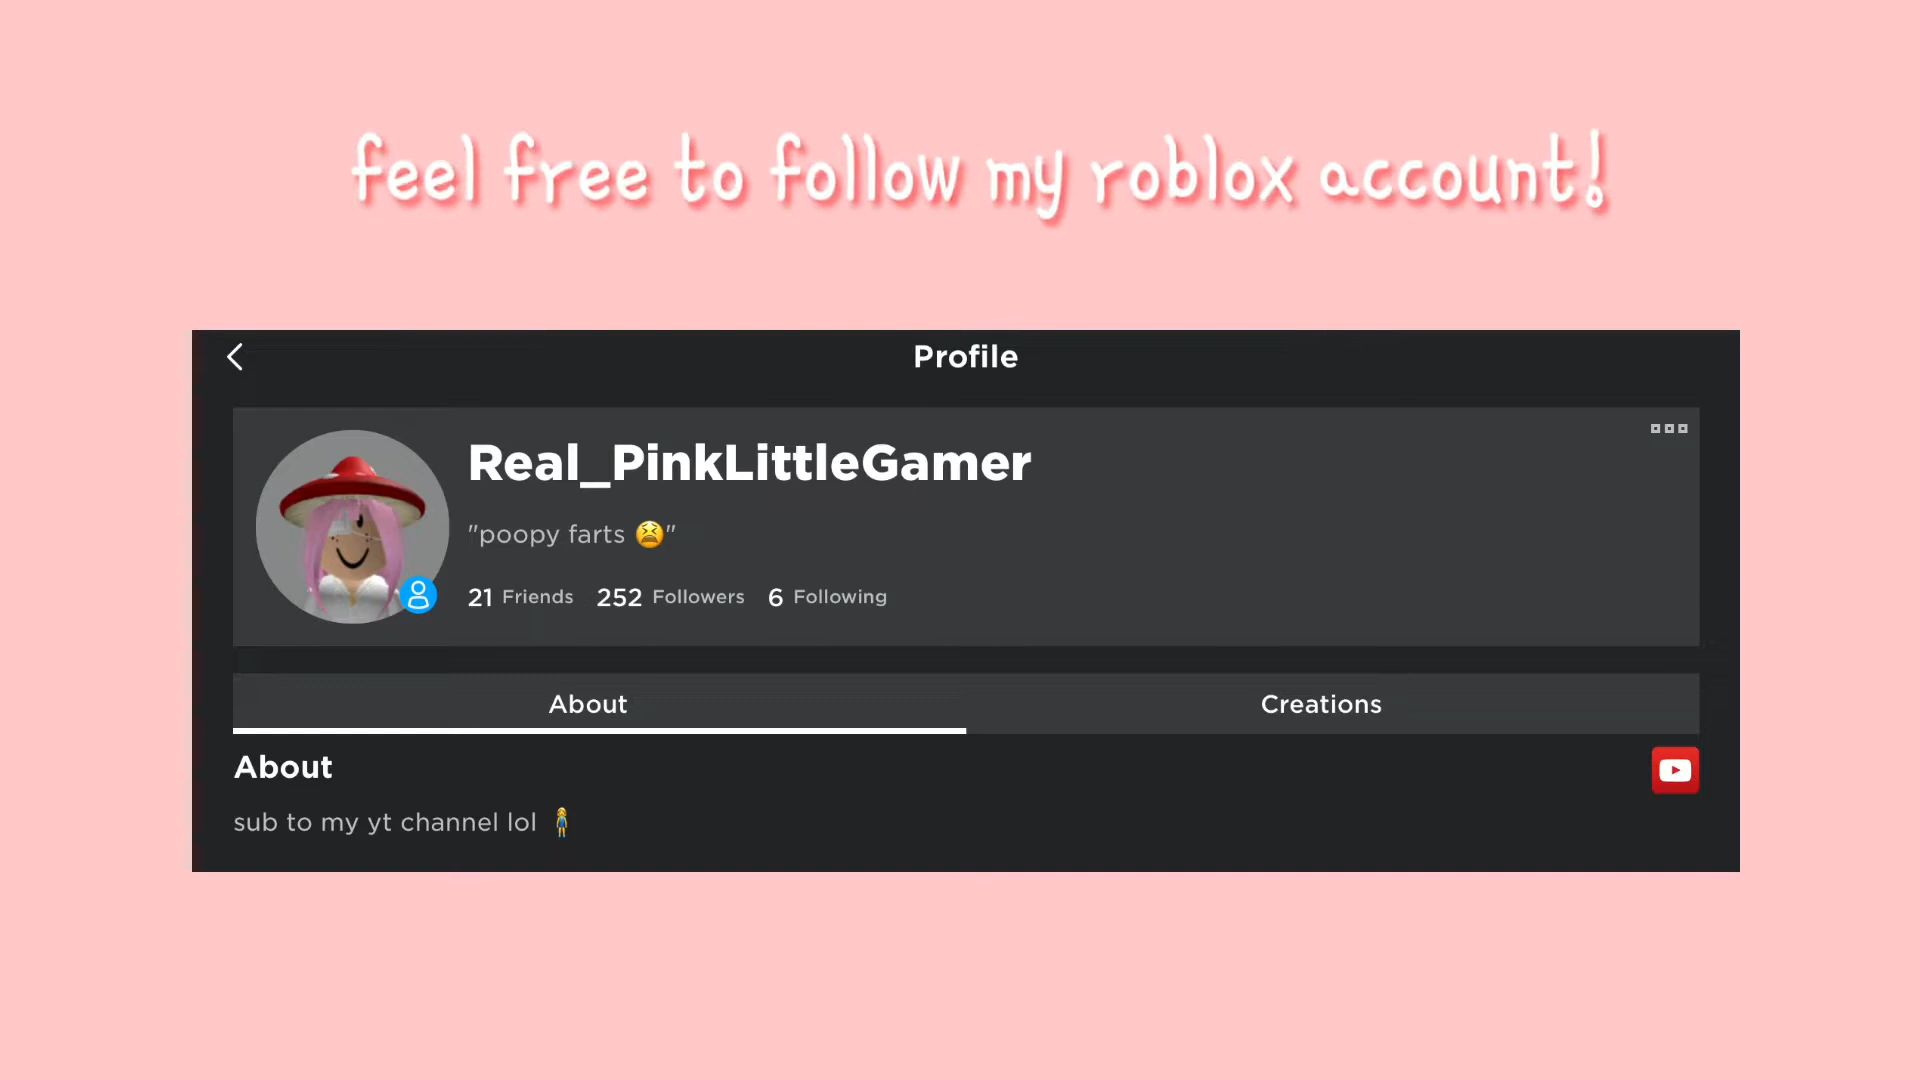 feel free to follow my roblox account!
Profile
Real_PinkLittleGamer
"poopy farts 😫"
21 Friends 252 Followers 6 Following
About Creations
About
sub to my yt channel lol 🧍‍♀️